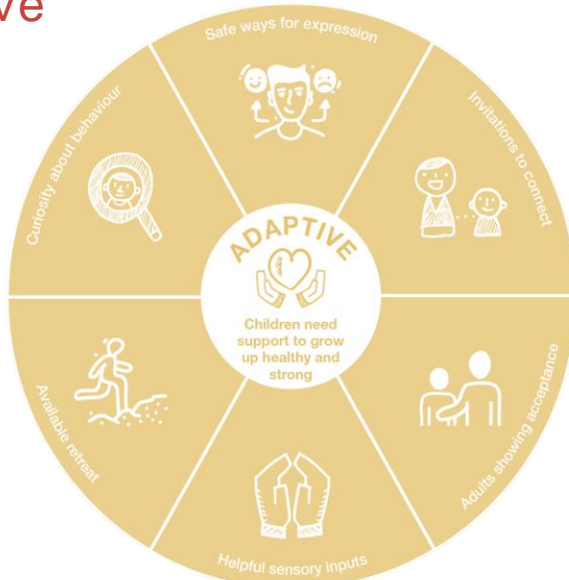 ve
Safe ways for expression
Invitations to connect
Curiosity about behaviour
ADAPTIVE
Children need
support to grow
up healthy and
strong
Available retreat
Adults showing acceptance
Helpful sensory inputs